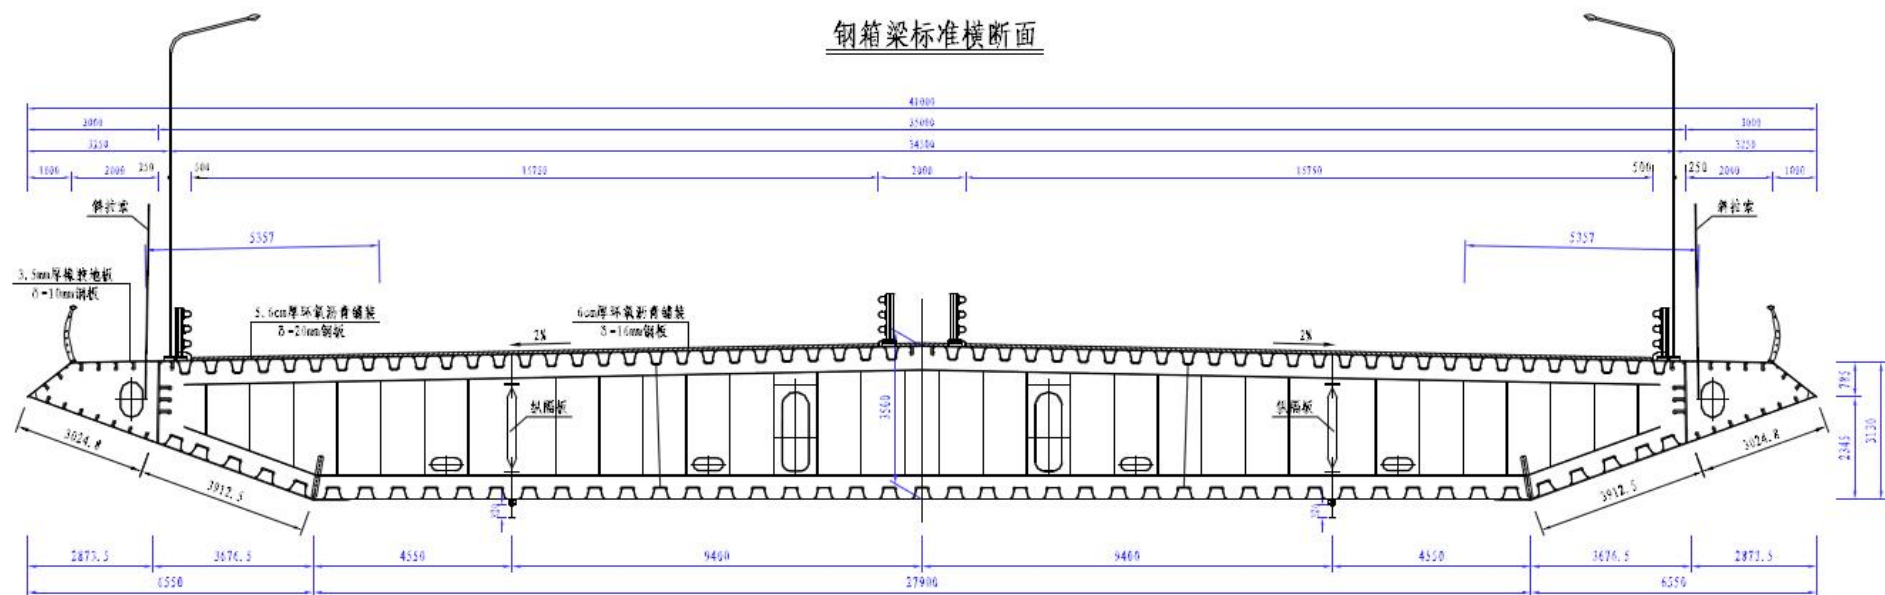 钢箱梁标准横断面
41000
3000 35000 3000
3250 34500 3250
1000 2000 250 500 15750 2000 15750 500 250 2000 1000
斜拉索 斜拉索
5357 5357
3.5mm厚橡胶地板
δ=10mm钢板
5.6cm厚环氧沥青铺装
δ=20mm钢板
6cm厚环氧沥青铺装
δ=16mm钢板
2% 2%
纵隔板 3500 纵隔板
785
2345
3130
3024.8 3024.8
3912.5 3912.5
2873.5 3676.5 4550 9400 9400 4550 3676.5 2873.5
6550 27900 6550